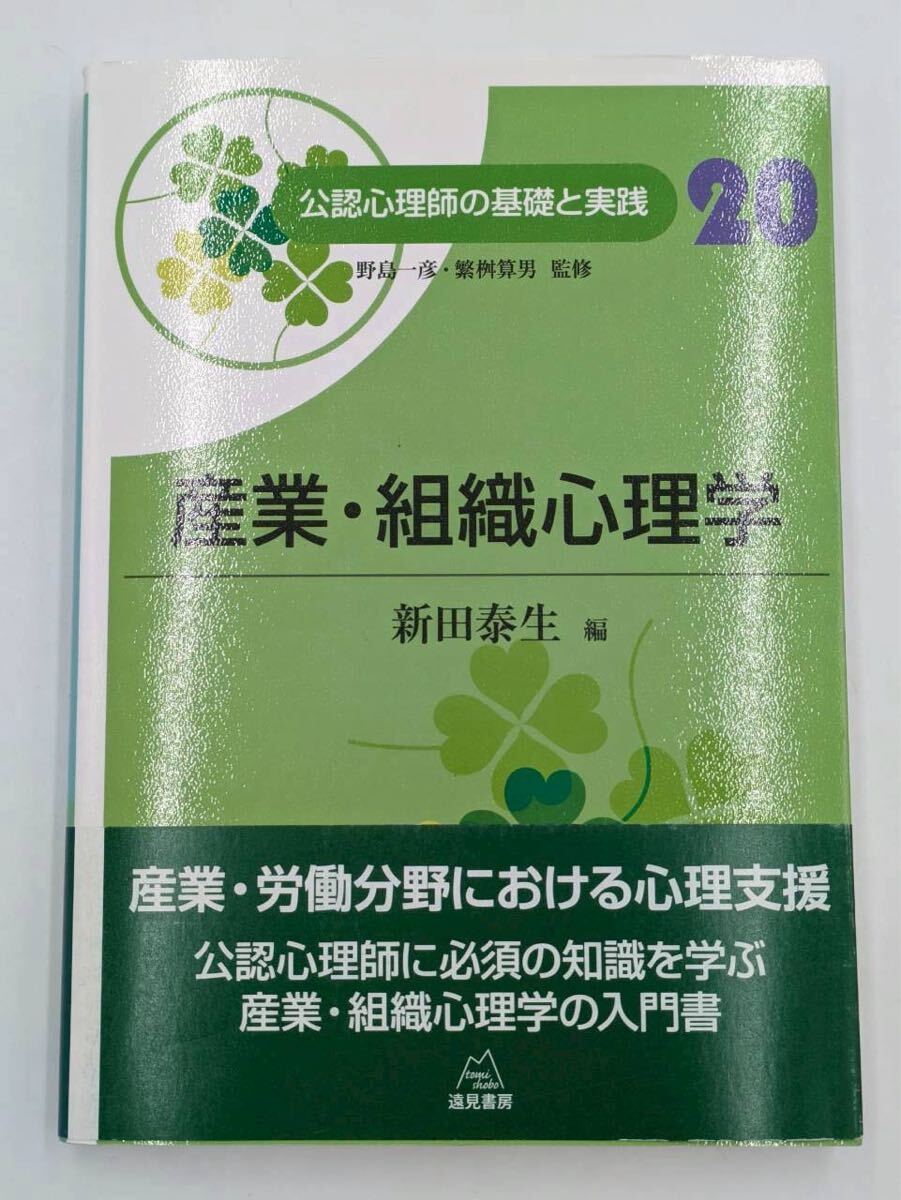 公認心理師の基礎と実践
20
野島一彦・繁桝算男 監修
産業・組織心理学
新田泰生 編
産業・労働分野における心理支援
公認心理師に必須の知識を学ぶ
産業・組織心理学の入門書
tomi
shobo
遠見書房